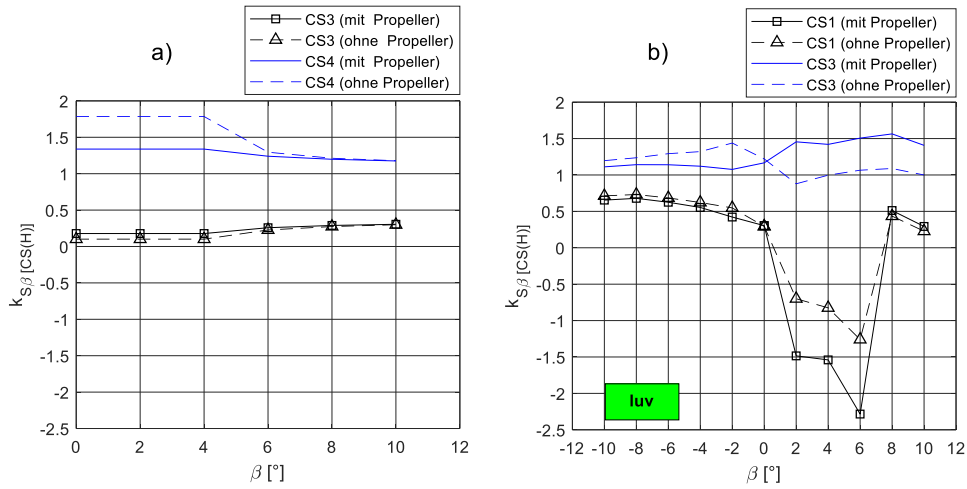 a)
CS3 (mit Propeller)
CS3 (ohne Propeller)
CS4 (mit Propeller)
CS4 (ohne Propeller)
2
1.5
1
0.5
0
-0.5
-1
-1.5
-2
-2.5
k Sβ [CS(H)]
0 2 4 6 8 10 12
β [°]
b)
CS1 (mit Propeller)
CS1 (ohne Propeller)
CS3 (mit Propeller)
CS3 (ohne Propeller)
2
1.5
1
0.5
0
-0.5
-1
-1.5
-2
-2.5
k Sβ [CS(H)]
luv
-12 -10 -8 -6 -4 -2 0 2 4 6 8 10 12
β [°]